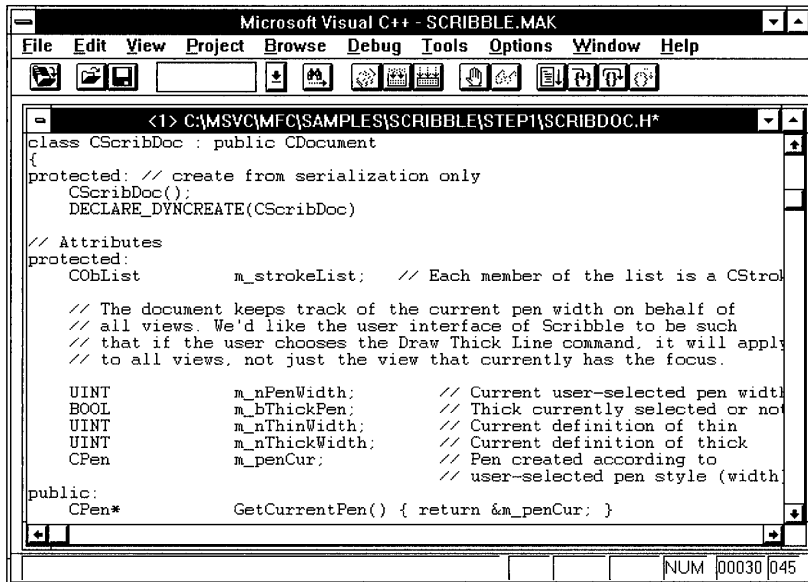 Microsoft Visual C++ - SCRIBBLE.MAK
File Edit View Project Browse Debug Tools Options Window Help
<1> C:\MSVC\MFC\SAMPLES\SCRIBBLE\STEP1\SCRIBDOC.H*
class CScribDoc : public CDocument
{
protected: // create from serialization only
    CScribDoc();
    DECLARE_DYNCREATE(CScribDoc)
// Attributes
protected:
    CObList m_strokeList; // Each member of the list is a CStrok
    // The document keeps track of the current pen width on behalf of
    // all views. We'd like the user interface of Scribble to be such
    // that if the user chooses the Draw Thick Line command, it will apply
    // to all views, not just the view that currently has the focus.
    UINT m_nPenWidth; // Current user-selected pen width
    BOOL m_bThickPen; // Thick currently selected or not
    UINT m_nThinWidth; // Current definition of thin
    UINT m_nThickWidth; // Current definition of thick
    CPen m_penCur; // Pen created according to
    // user-selected pen style (width)
public:
    CPen* GetCurrentPen() { return &m_penCur; }
NUM 00030 045